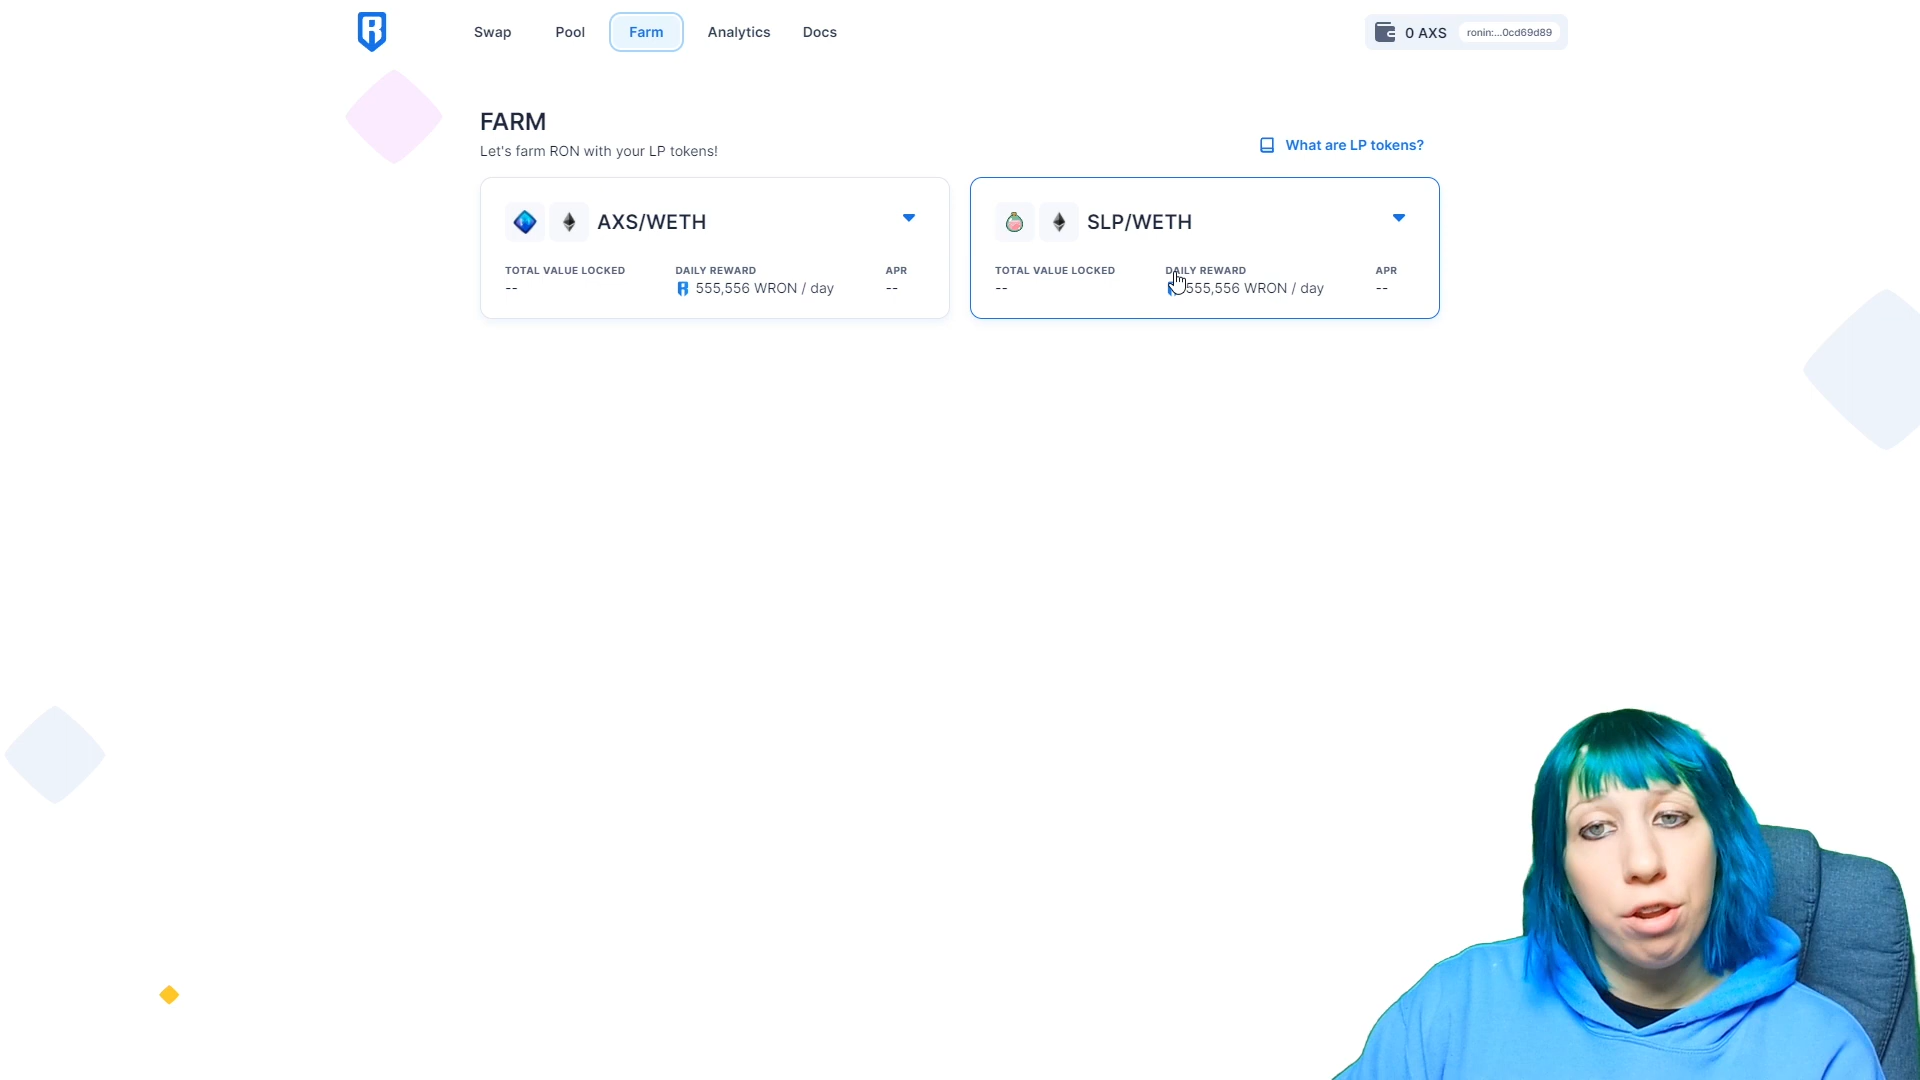 Swap
Pool
Farm
Analytics
Docs
0 AXS
ronin:...0cd69d89
FARM
Let's farm RON with your LP tokens!
What are LP tokens?
AXS/WETH
TOTAL VALUE LOCKED
--
DAILY REWARD
555,556 WRON / day
APR
--
SLP/WETH
TOTAL VALUE LOCKED
--
DAILY REWARD
555,556 WRON / day
APR
--